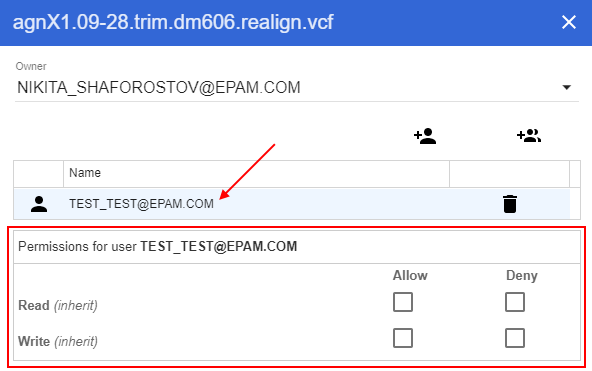 agnX1.09-28.trim.dm606.realign.vcf
Owner
NIKITA_SHAFOROSTOV@EPAM.COM
Name
TEST_TEST@EPAM.COM
Permissions for user TEST_TEST@EPAM.COM
Allow Deny
Read (inherit)
Write (inherit)